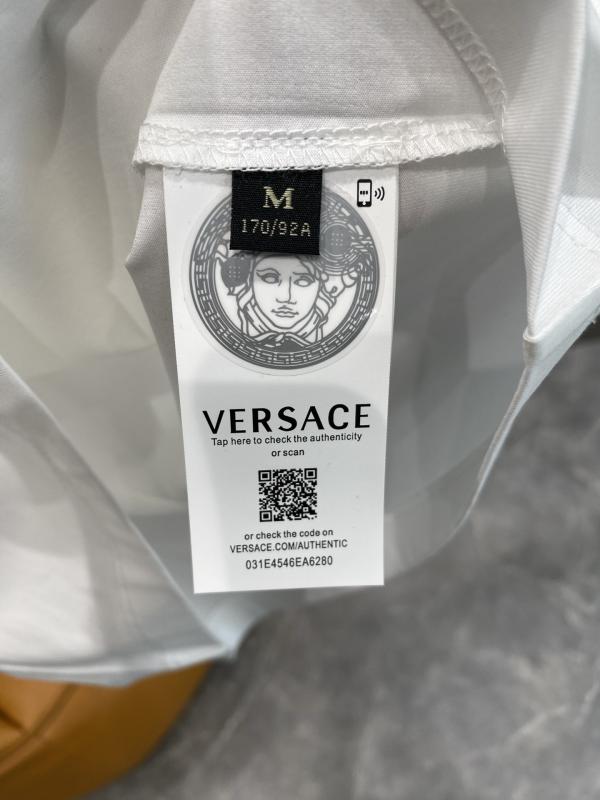 M
170/92A
VERSACE
Tap here to check the authenticity
or scan
or check the code on
VERSACE.COM/AUTHENTIC
031E4546EA6280